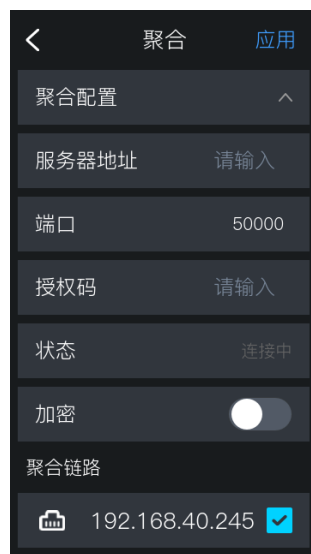 聚合 应用
聚合配置
服务器地址 请输入
端口 50000
授权码 请输入
状态 连接中
加密
聚合链路
192.168.40.245